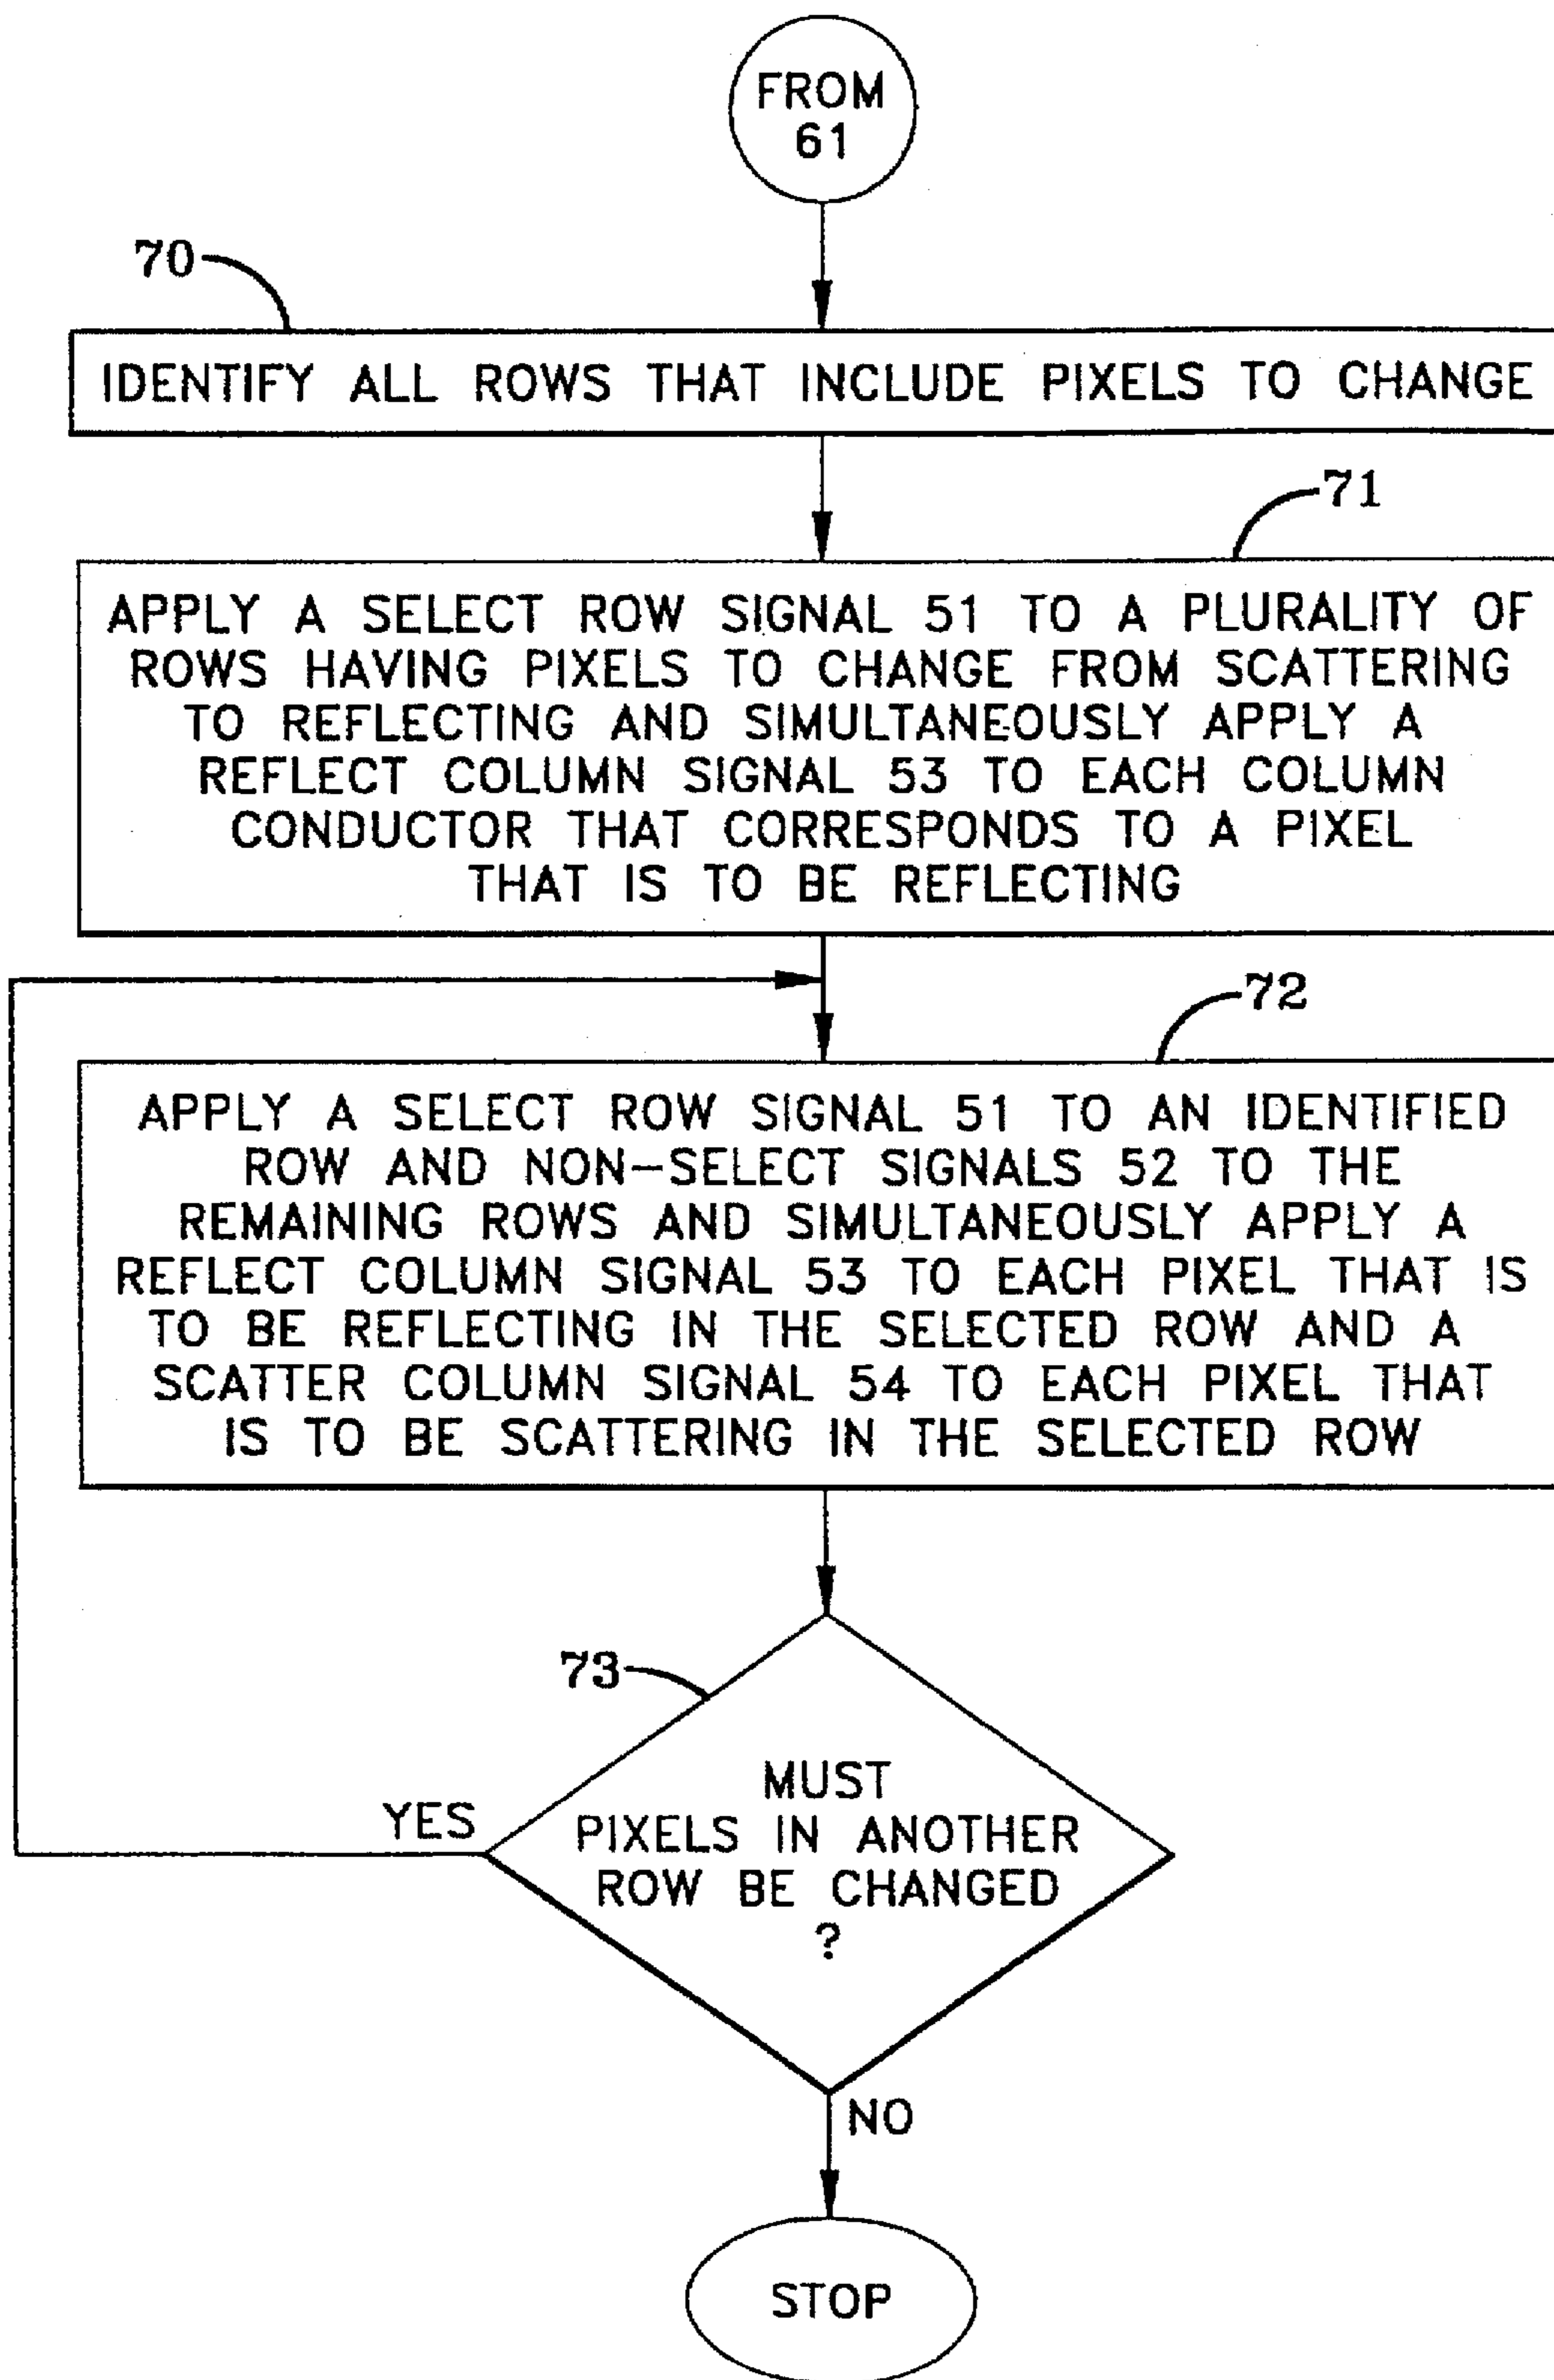 FROM
61
70
IDENTIFY ALL ROWS THAT INCLUDE PIXELS TO CHANGE
71
APPLY A SELECT ROW SIGNAL 51 TO A PLURALITY OF
ROWS HAVING PIXELS TO CHANGE FROM SCATTERING
TO REFLECTING AND SIMULTANEOUSLY APPLY A
REFLECT COLUMN SIGNAL 53 TO EACH COLUMN
CONDUCTOR THAT CORRESPONDS TO A PIXEL
THAT IS TO BE REFLECTING
72
APPLY A SELECT ROW SIGNAL 51 TO AN IDENTIFIED
ROW AND NON-SELECT SIGNALS 52 TO THE
REMAINING ROWS AND SIMULTANEOUSLY APPLY A
REFLECT COLUMN SIGNAL 53 TO EACH PIXEL THAT IS
TO BE REFLECTING IN THE SELECTED ROW AND A
SCATTER COLUMN SIGNAL 54 TO EACH PIXEL THAT
IS TO BE SCATTERING IN THE SELECTED ROW
73
MUST
PIXELS IN ANOTHER
ROW BE CHANGED
?
YES
NO
STOP